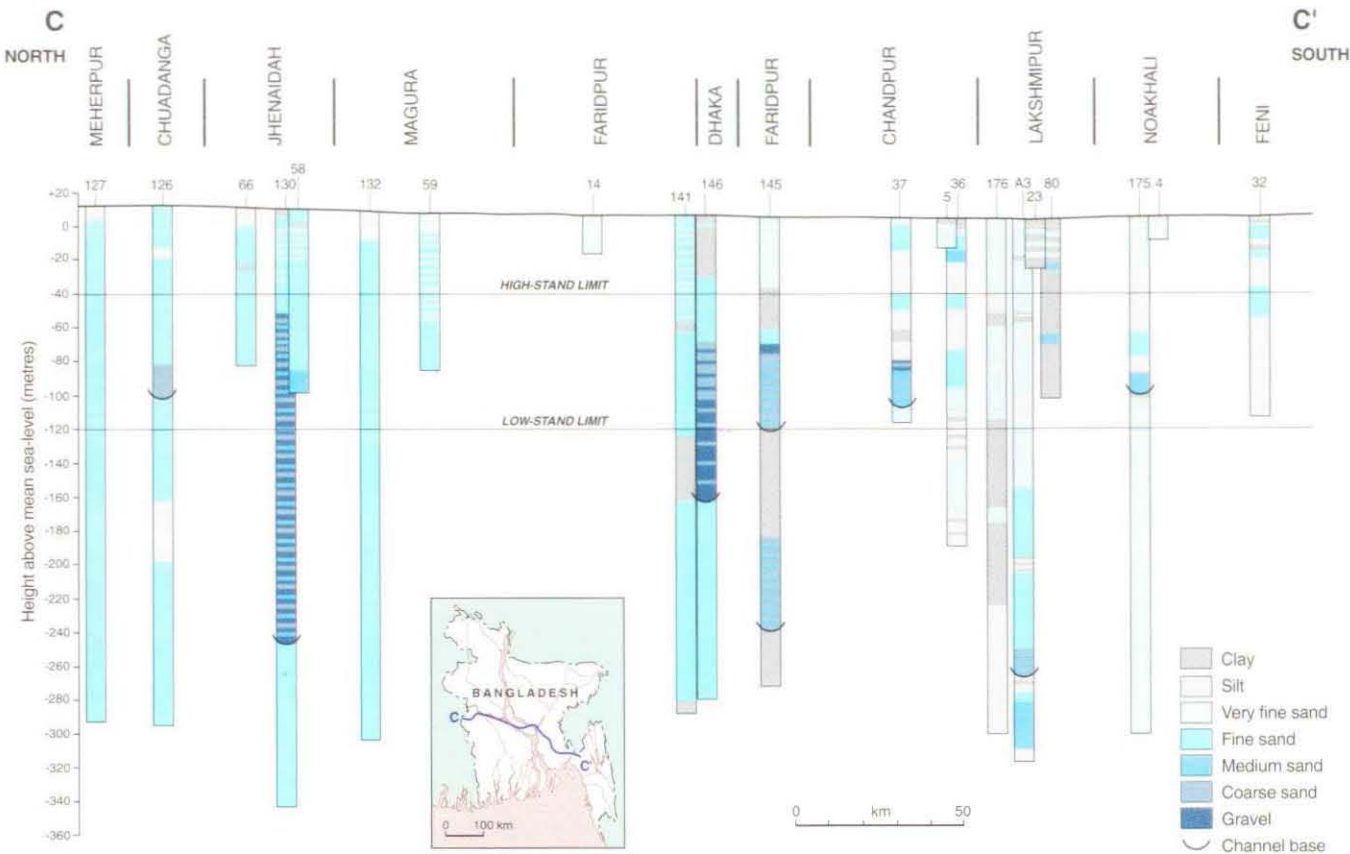 C
C'
NORTH
SOUTH
MEHERPUR
CHUADANGA
JHENAIDAH
MAGURA
FARIDPUR
DHAKA
FARIDPUR
CHANDPUR
LAKSHMIPUR
NOAKHALI
FENI
127
126
66
130
58
132
59
14
141
146
145
37
5
36
176
A3
23
80
175
4
32
Height above mean sea-level (metres)
+20
0
-20
-40
-60
-80
-100
-120
-140
-160
-180
-200
-220
-240
-260
-280
-300
-320
-340
-360
HIGH-STAND LIMIT
LOW-STAND LIMIT
BANGLADESH
C
C'
0 100 km
0 km 50
Clay
Silt
Very fine sand
Fine sand
Medium sand
Coarse sand
Gravel
Channel base